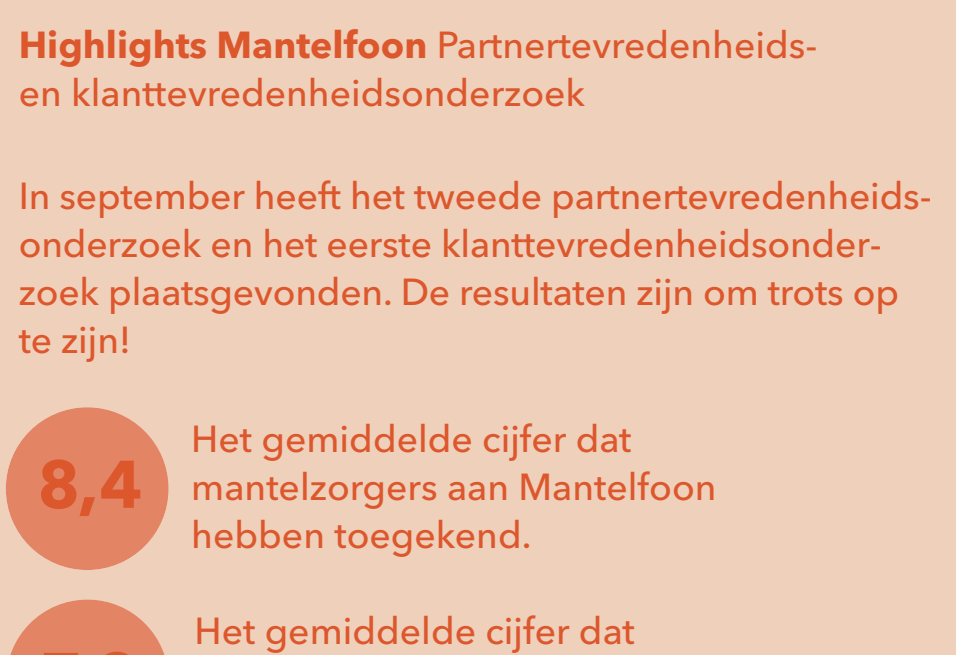 Highlights Mantelfoon Partnertevredenheids-
en klanttevredenheidsonderzoek
In september heeft het tweede partnertevredenheids-
onderzoek en het eerste klanttevredenheidsonder-
zoek plaatsgevonden. De resultaten zijn om trots op
te zijn!
8,4
Het gemiddelde cijfer dat
mantelzorgers aan Mantelfoon
hebben toegekend.
Het gemiddelde cijfer dat